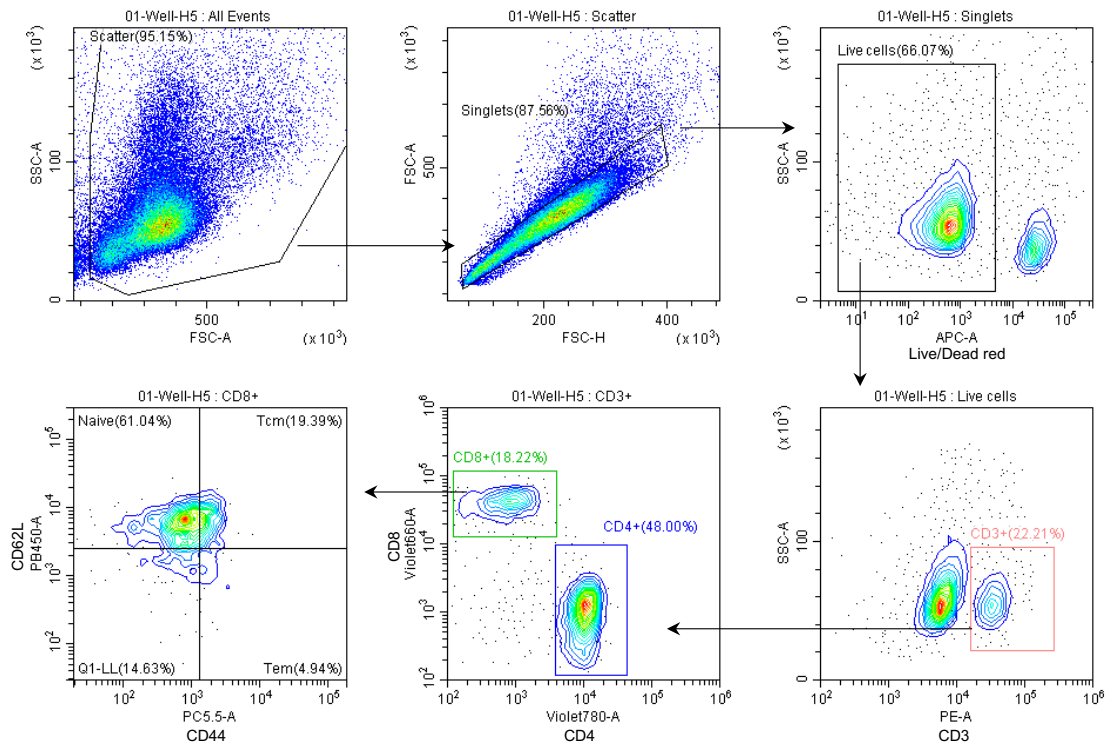 01-Well-H5 : All Events
Scatter(95.15%)
(x 10³)
SSC-A
0
100
500
FSC-A
(x 10³)
01-Well-H5 : Scatter
Singlets(87.56%)
(x 10³)
FSC-A
500
200
400
FSC-H
(x 10³)
01-Well-H5 : Singlets
Live cells(66.07%)
(x 10³)
SSC-A
0
100
10¹
10²
10³
10⁴
10⁵
APC-A
Live/Dead red
01-Well-H5 : CD8+
Naive(61.04%)
Tcm(19.39%)
Q1-LL(14.63%)
Tem(4.94%)
CD62L
PB450-A
10²
10³
10⁴
10⁵
10²
10³
10⁴
10⁵
PC5.5-A
CD44
01-Well-H5 : CD3+
CD8+(18.22%)
CD4+(48.00%)
CD8
Violet660-A
10²
10³
10⁴
10⁵
10⁶
10²
10³
10⁴
10⁵
10⁶
Violet780-A
CD4
01-Well-H5 : Live cells
CD3+(22.21%)
(x 10³)
SSC-A
0
100
10²
10³
10⁴
10⁵
10⁶
PE-A
CD3